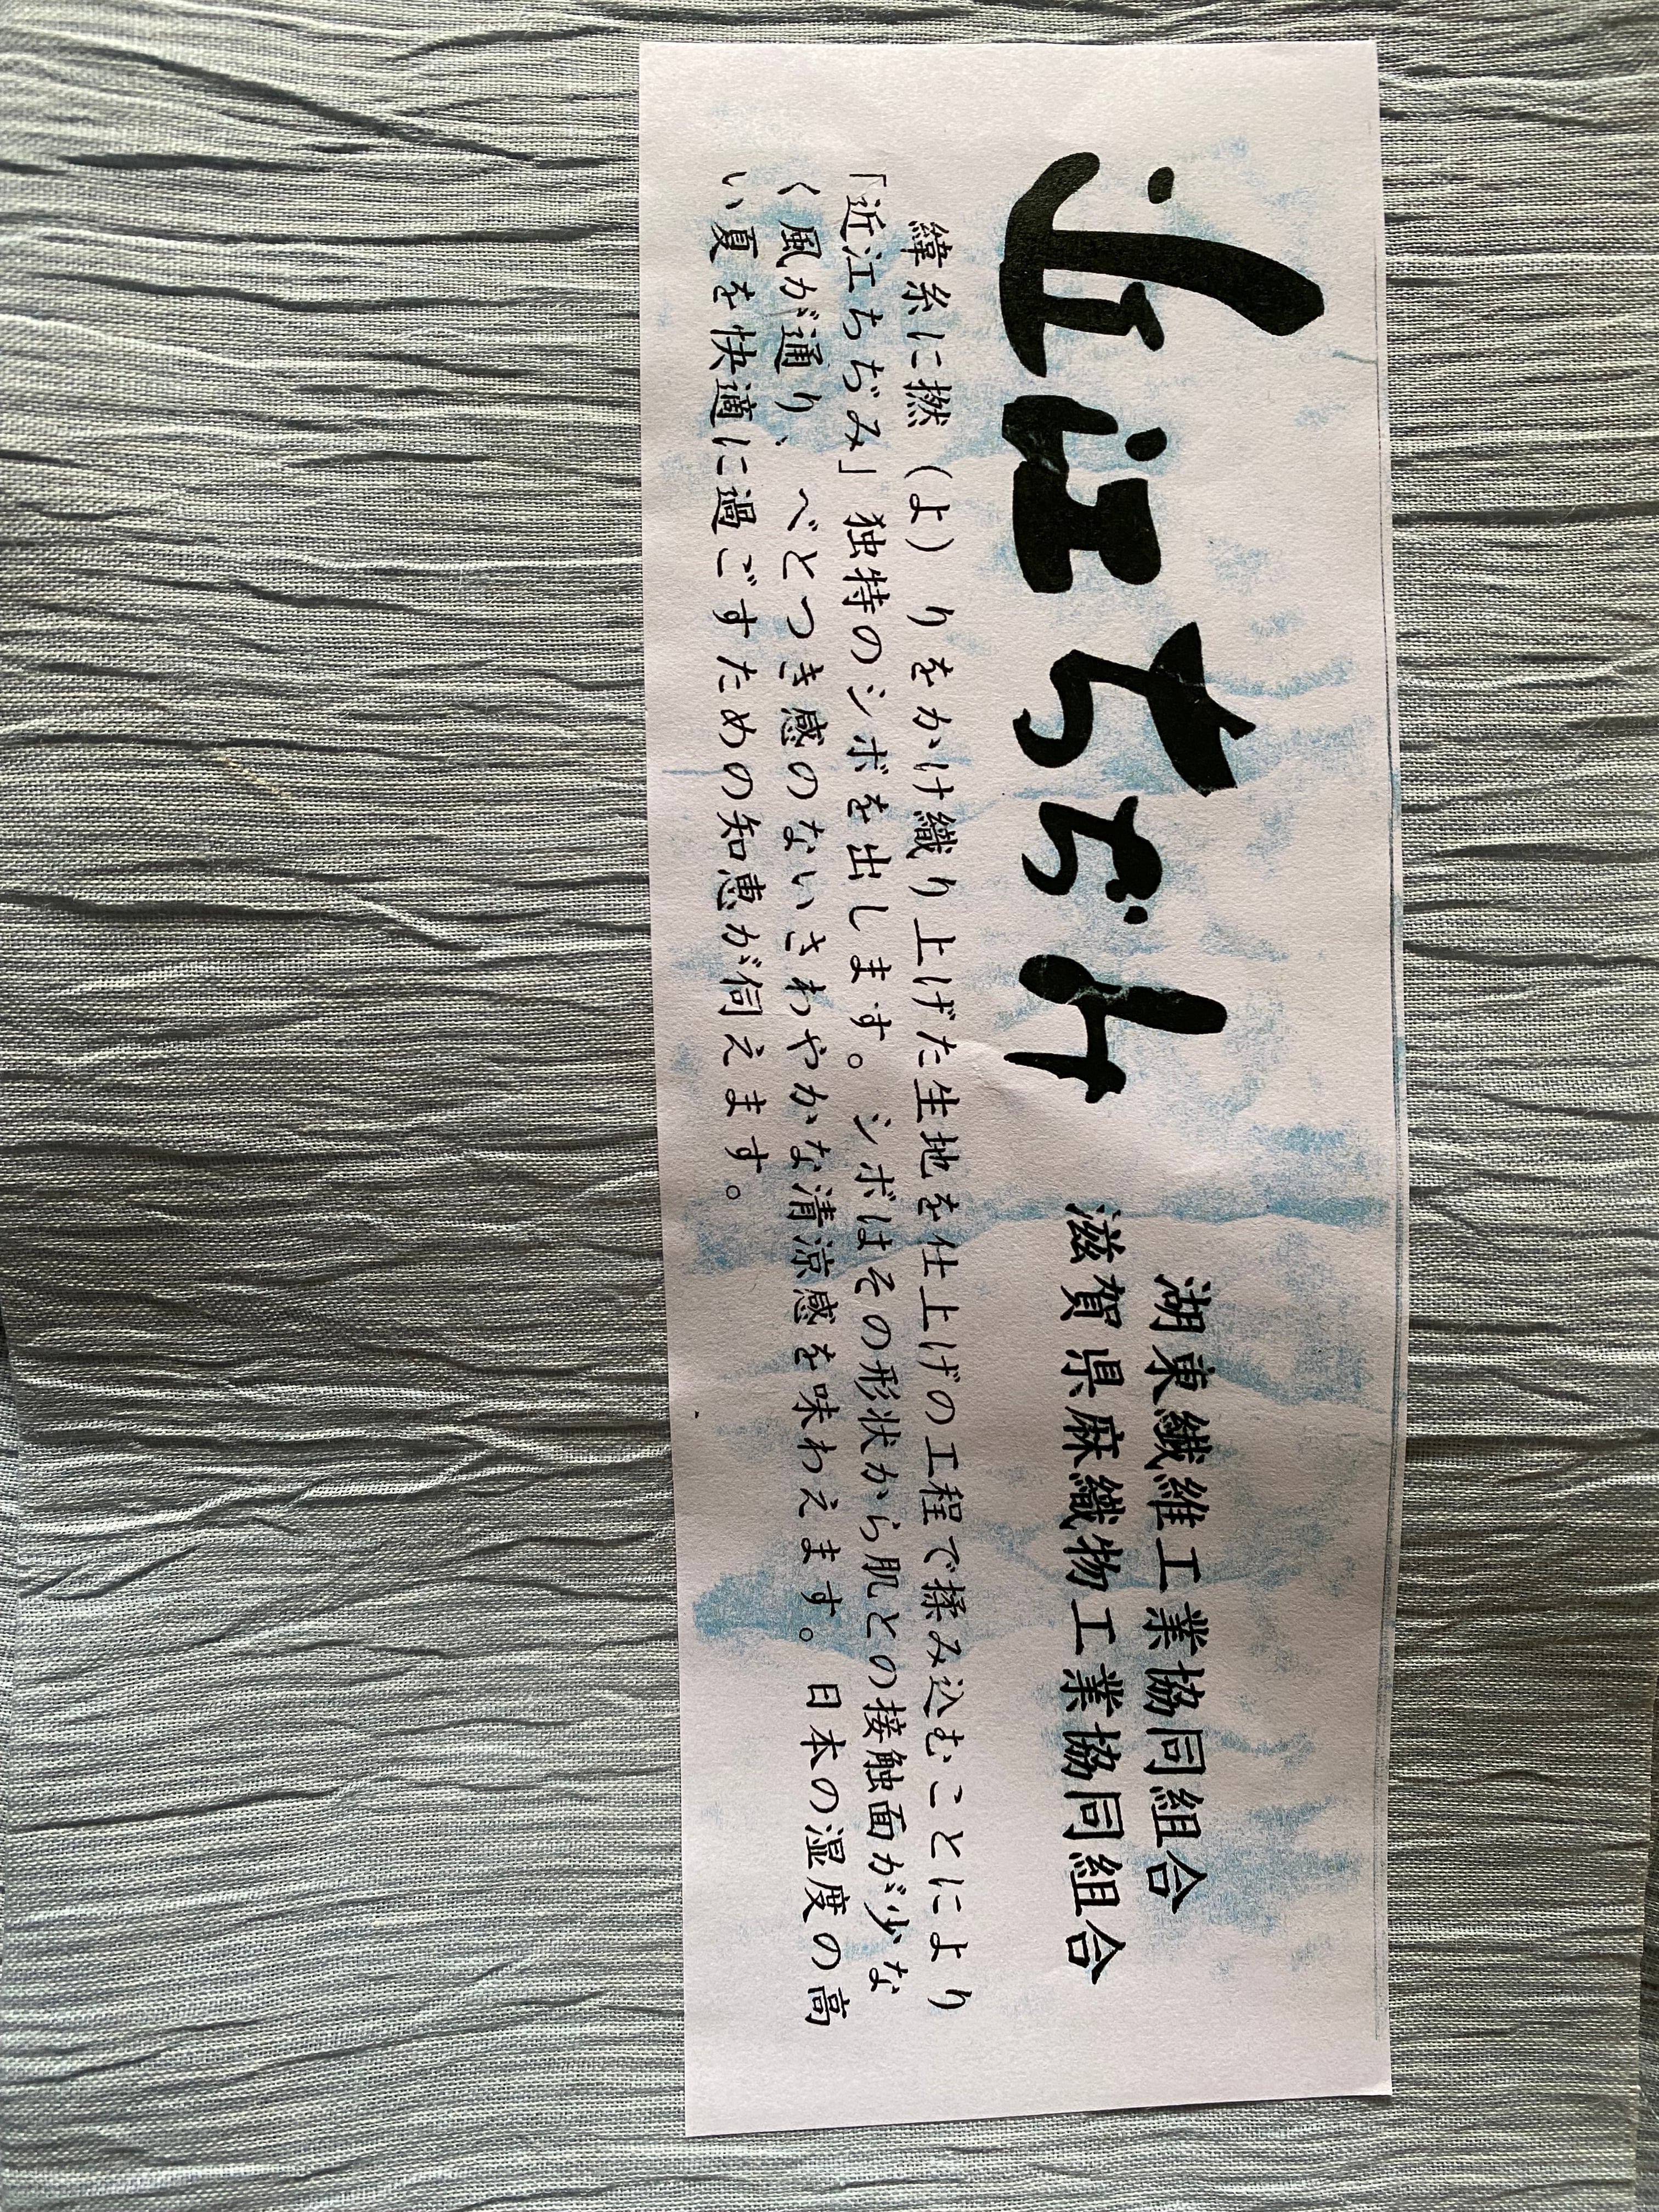 近江ちぢみ
湖東繊維工業協同組合
滋賀県麻織物工業協同組合
緯糸に撚（よ）りをかけ織り上げた生地を仕上げの工程で揉み込むことにより
「近江ちぢみ」独特のシボを出します。シボはその形状から肌との接触面が少な
く風が通り、べとつき感のないさわやかな清涼感を味わえます。日本の湿度の高
い夏を快適に過ごすための知恵が伺えます。